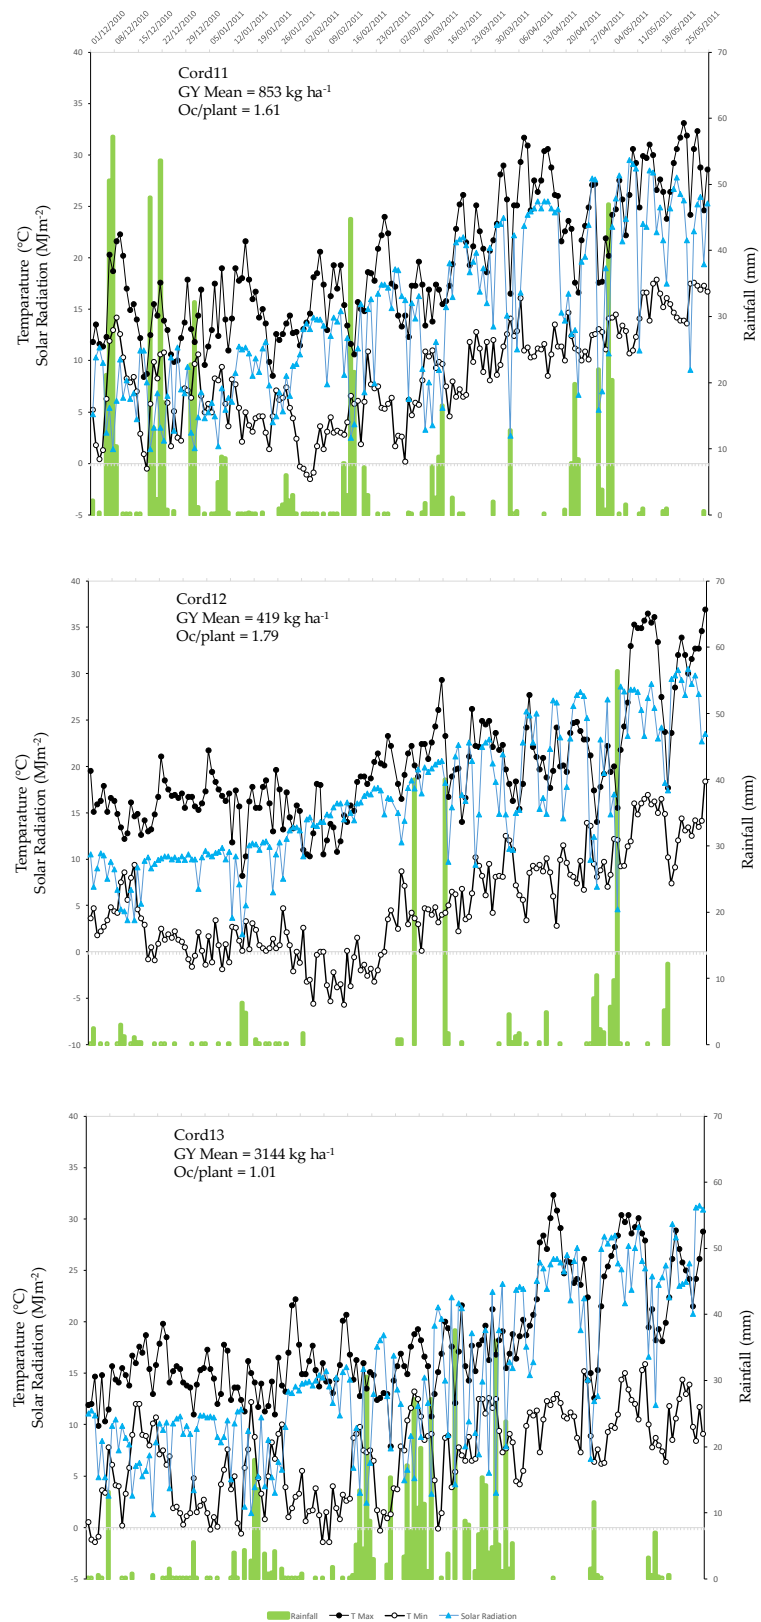 01/12/2010 08/12/2010 15/12/2010 22/12/2010 29/12/2010 05/01/2011 12/01/2011 19/01/2011 26/01/2011 02/02/2011 09/02/2011 16/02/2011 23/02/2011 02/03/2011 09/03/2011 16/03/2011 23/03/2011 30/03/2011 06/04/2011 13/04/2011 20/04/2011 27/04/2011 04/05/2011 11/05/2011 18/05/2011 25/05/2011
Cord11
GY Mean = 853 kg ha-1
Oc/plant = 1.61
Temparature (°C)
Solar Radiation (MJm-2)
40
35
30
25
20
15
10
5
0
-5
Rainfall (mm)
70
60
50
40
30
20
10
0
Cord12
GY Mean = 419 kg ha-1
Oc/plant = 1.79
Temparature (°C)
Solar Radiation (MJm-2)
40
35
30
25
20
15
10
5
0
-5
-10
Rainfall (mm)
70
60
50
40
30
20
10
0
Cord13
GY Mean = 3144 kg ha-1
Oc/plant = 1.01
Temparature (°C)
Solar Radiation (MJm-2)
40
35
30
25
20
15
10
5
0
-5
Rainfall (mm)
70
60
50
40
30
20
10
0
Rainfall T Max T Min Solar Radiation